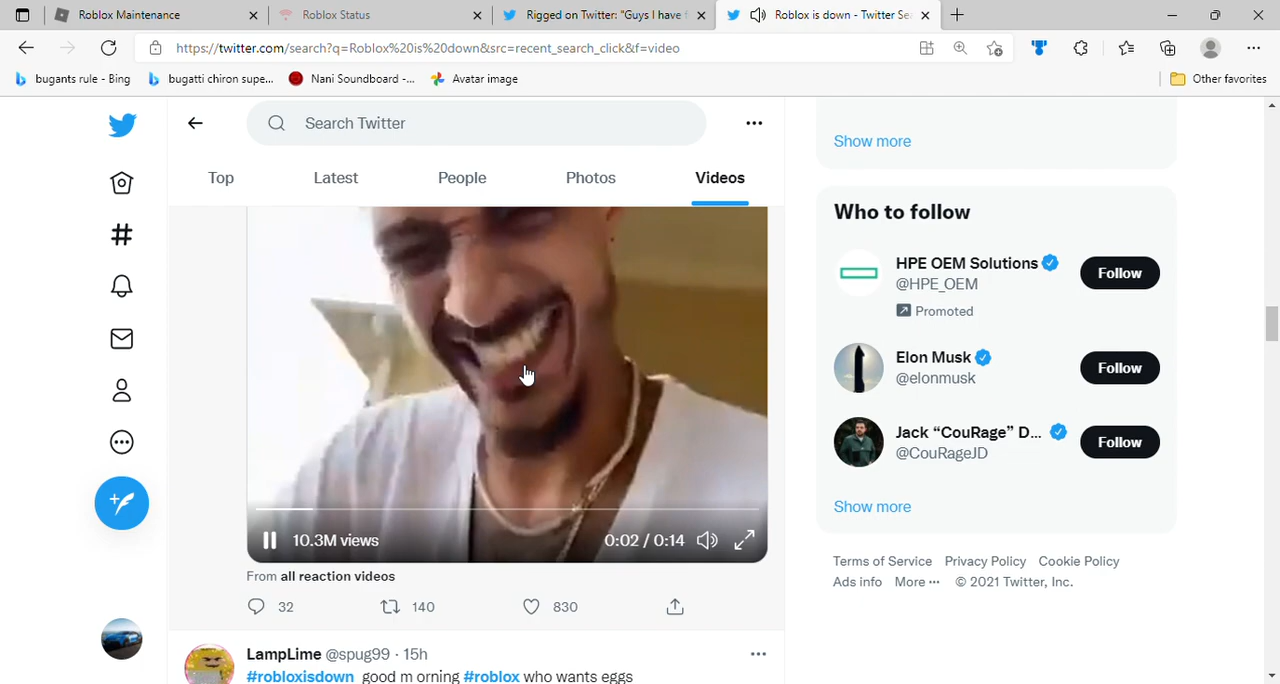 Roblox Maintenance
Roblox Status
Rigged on Twitter: "Guys I have f
Roblox is down - Twitter Sea
https://twitter.com/search?q=Roblox%20is%20down&src=recent_search_click&f=video
bugants rule - Bing
bugatti chiron supe...
Nani Soundboard -...
Avatar image
Other favorites
Search Twitter
Top
Latest
People
Photos
Videos
10.3M views
0:02 / 0:14
From all reaction videos
32
140
830
LampLime @spug99 · 15h
#robloxisdown good m orning #roblox who wants eggs
Show more
Who to follow
HPE OEM Solutions
@HPE_OEM
Promoted
Follow
Elon Musk
@elonmusk
Follow
Jack “CouRage” D...
@CouRageJD
Follow
Show more
Terms of Service Privacy Policy Cookie Policy
Ads info More ··· © 2021 Twitter, Inc.